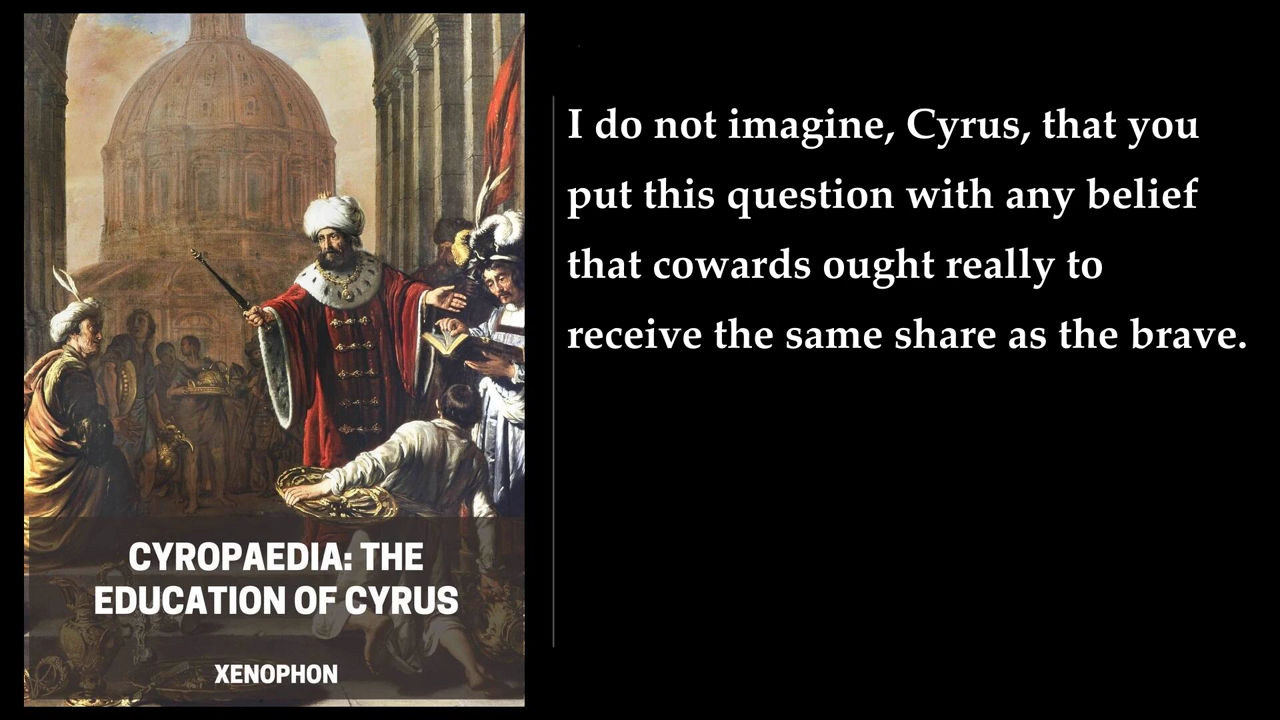 CYROPAEDIA: THE
EDUCATION OF CYRUS
XENOPHON
I do not imagine, Cyrus, that you
put this question with any belief
that cowards ought really to
receive the same share as the brave.